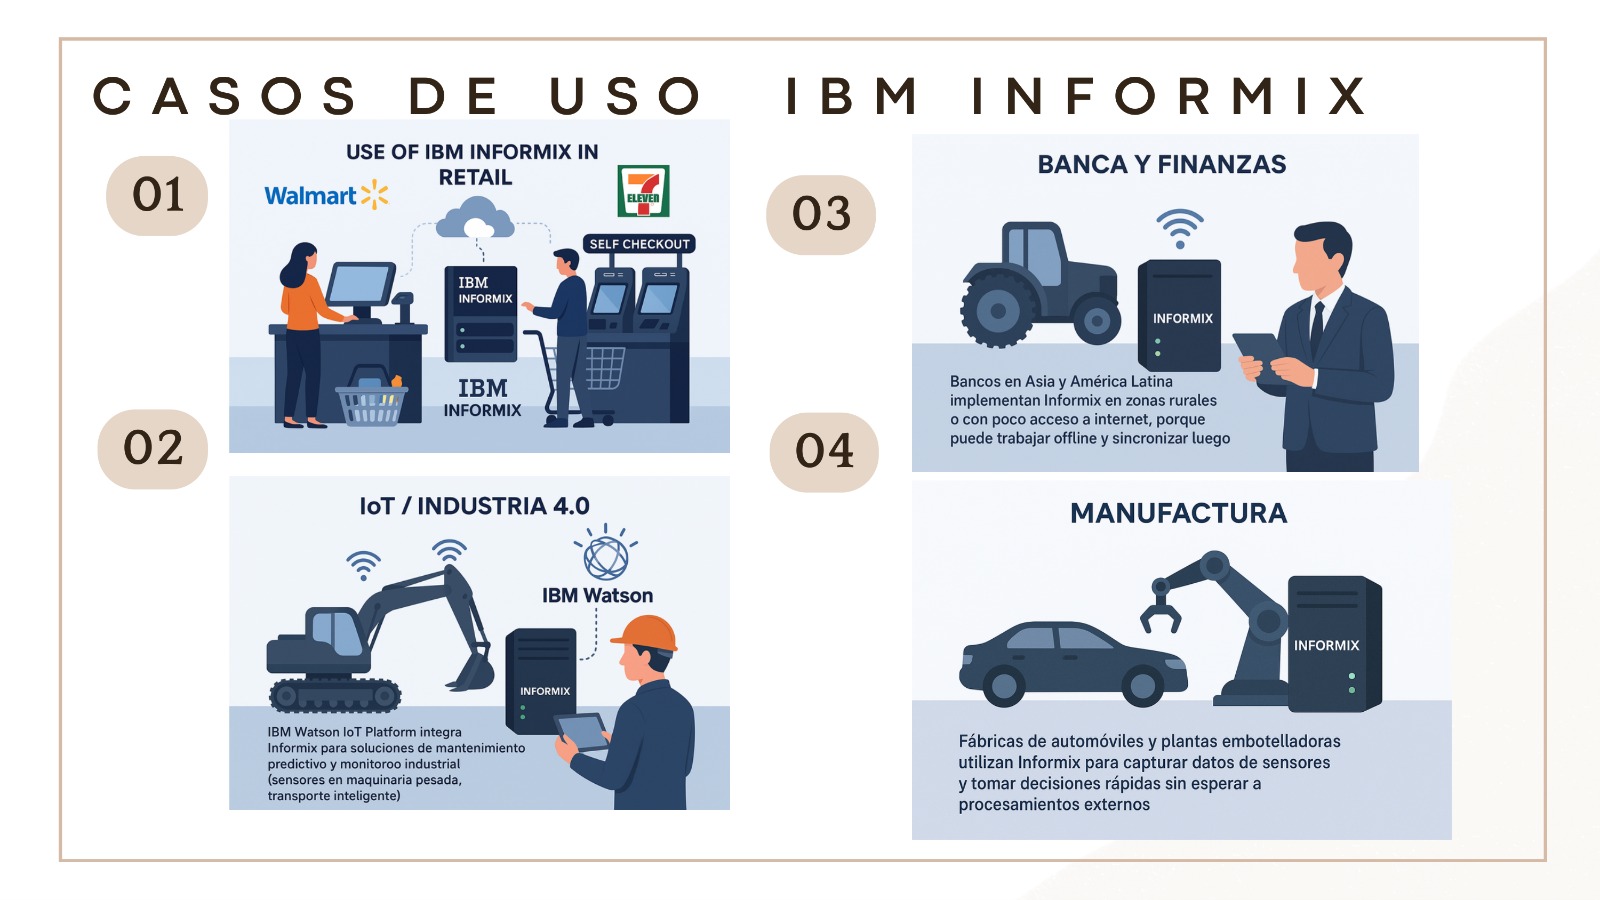 CASOS DE USO IBM INFORMIX
01
USE OF IBM INFORMIX IN
RETAIL
Walmart
7
ELEVEN
SELF CHECKOUT
IBM
INFORMIX
IBM
INFORMIX
02
IoT / INDUSTRIA 4.0
IBM Watson
INFORMIX
IBM Watson IoT Platform integra
Informix para soluciones de mantenimiento
predictivo y monitoroo industrial
(sensores en maquinaria pesada,
transporte inteligente)
03
BANCA Y FINANZAS
INFORMIX
Bancos en Asia y América Latina
implementan Informix en zonas rurales
o con poco acceso a internet, porque
puede trabajar offline y sincronizar luego
04
MANUFACTURA
INFORMIX
Fábricas de automóviles y plantas embotelladoras
utilizan Informix para capturar datos de sensores
y tomar decisiones rápidas sin esperar a
procesamientos externos